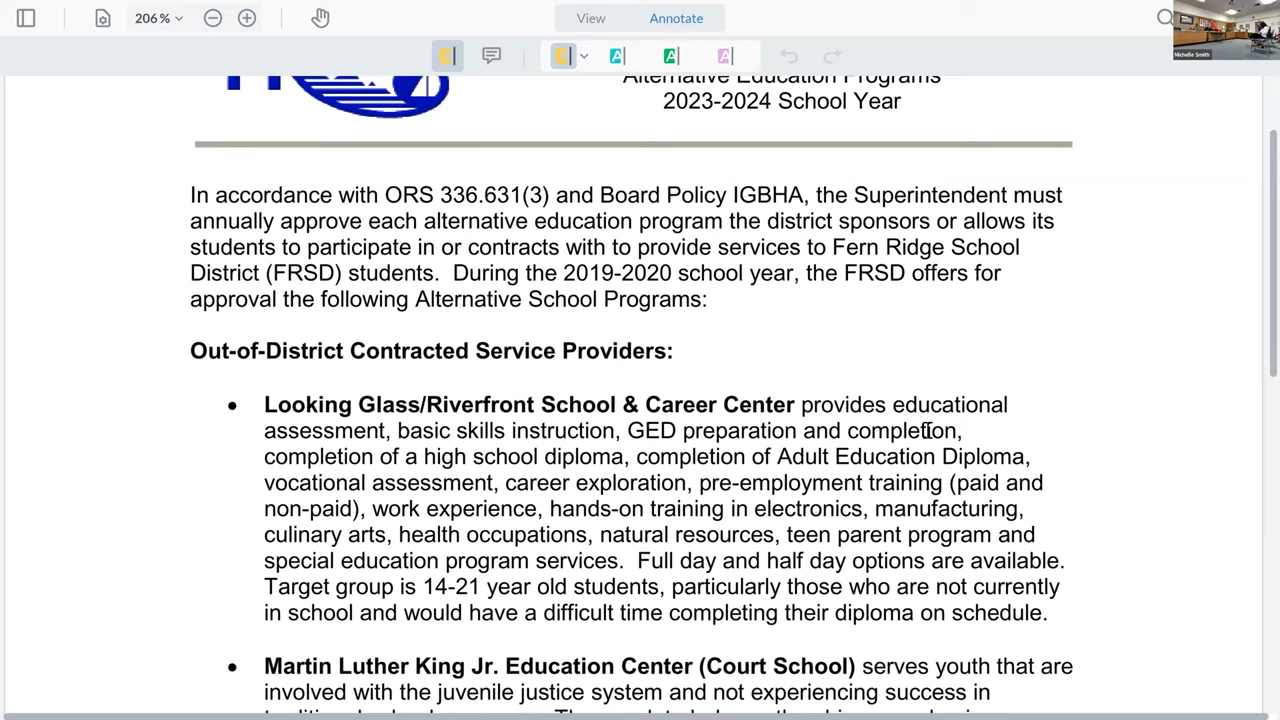 206 %
View
Annotate
Michelle Smith
Alternative Education Programs
2023-2024 School Year
In accordance with ORS 336.631(3) and Board Policy IGBHA, the Superintendent must
annually approve each alternative education program the district sponsors or allows its
students to participate in or contracts with to provide services to Fern Ridge School
District (FRSD) students.  During the 2019-2020 school year, the FRSD offers for
approval the following Alternative School Programs:
Out-of-District Contracted Service Providers:
• Looking Glass/Riverfront School & Career Center provides educational
assessment, basic skills instruction, GED preparation and completion,
completion of a high school diploma, completion of Adult Education Diploma,
vocational assessment, career exploration, pre-employment training (paid and
non-paid), work experience, hands-on training in electronics, manufacturing,
culinary arts, health occupations, natural resources, teen parent program and
special education program services.  Full day and half day options are available.
Target group is 14-21 year old students, particularly those who are not currently
in school and would have a difficult time completing their diploma on schedule.
• Martin Luther King Jr. Education Center (Court School) serves youth that are
involved with the juvenile justice system and not experiencing success in